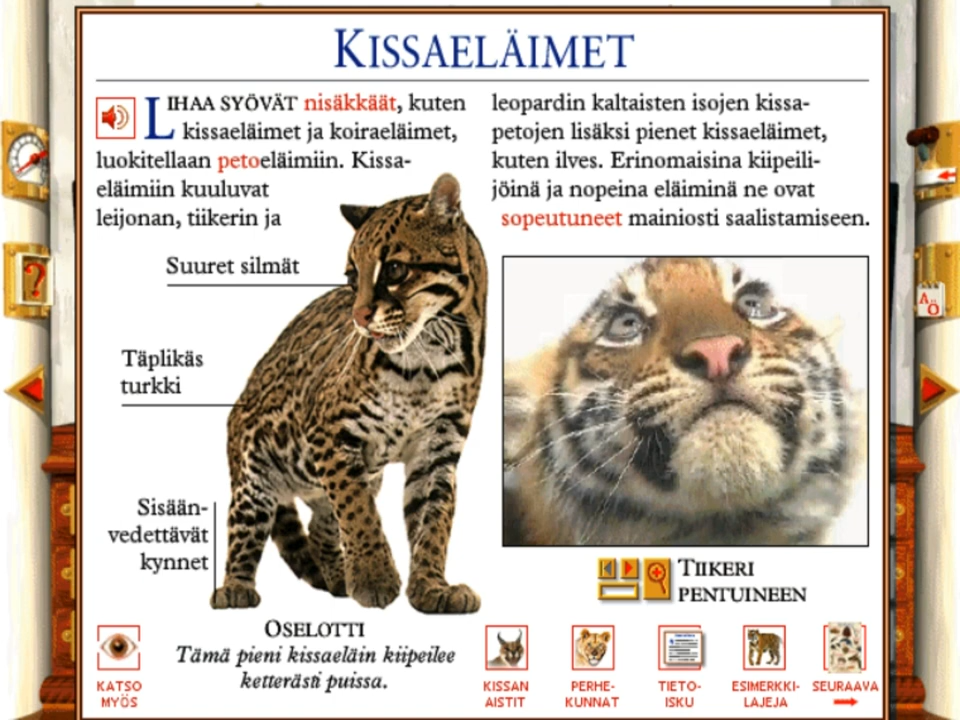 KISSAELÄIMET
LIHAA SYÖVÄT nisäkkäät, kuten
kissaeläimet ja koiraeläimet,
luokitellaan petoeläimiin. Kissa-
eläimiin kuuluvat
leijonan, tiikerin ja
leopardin kaltaisten isojen kissa-
petojen lisäksi pienet kissaeläimet,
kuten ilves. Erinomaisina kiipeili-
jöinä ja nopeina eläiminä ne ovat
sopeutuneet mainiosti saalistamiseen.
Suuret silmät
Täplikäs
turkki
Sisään-
vedettävät
kynnet
OSELOTTI
Tämä pieni kissaeläin kiipeilee
ketterästi puissa.
TIIKERI
PENTUINEEN
KATSO
MYÖS
KISSAN
AISTIT
PERHE-
KUNNAT
TIETO-
ISKU
ESIMERKKI-
LAJEJA
SEURAAVA
?
A
Ö